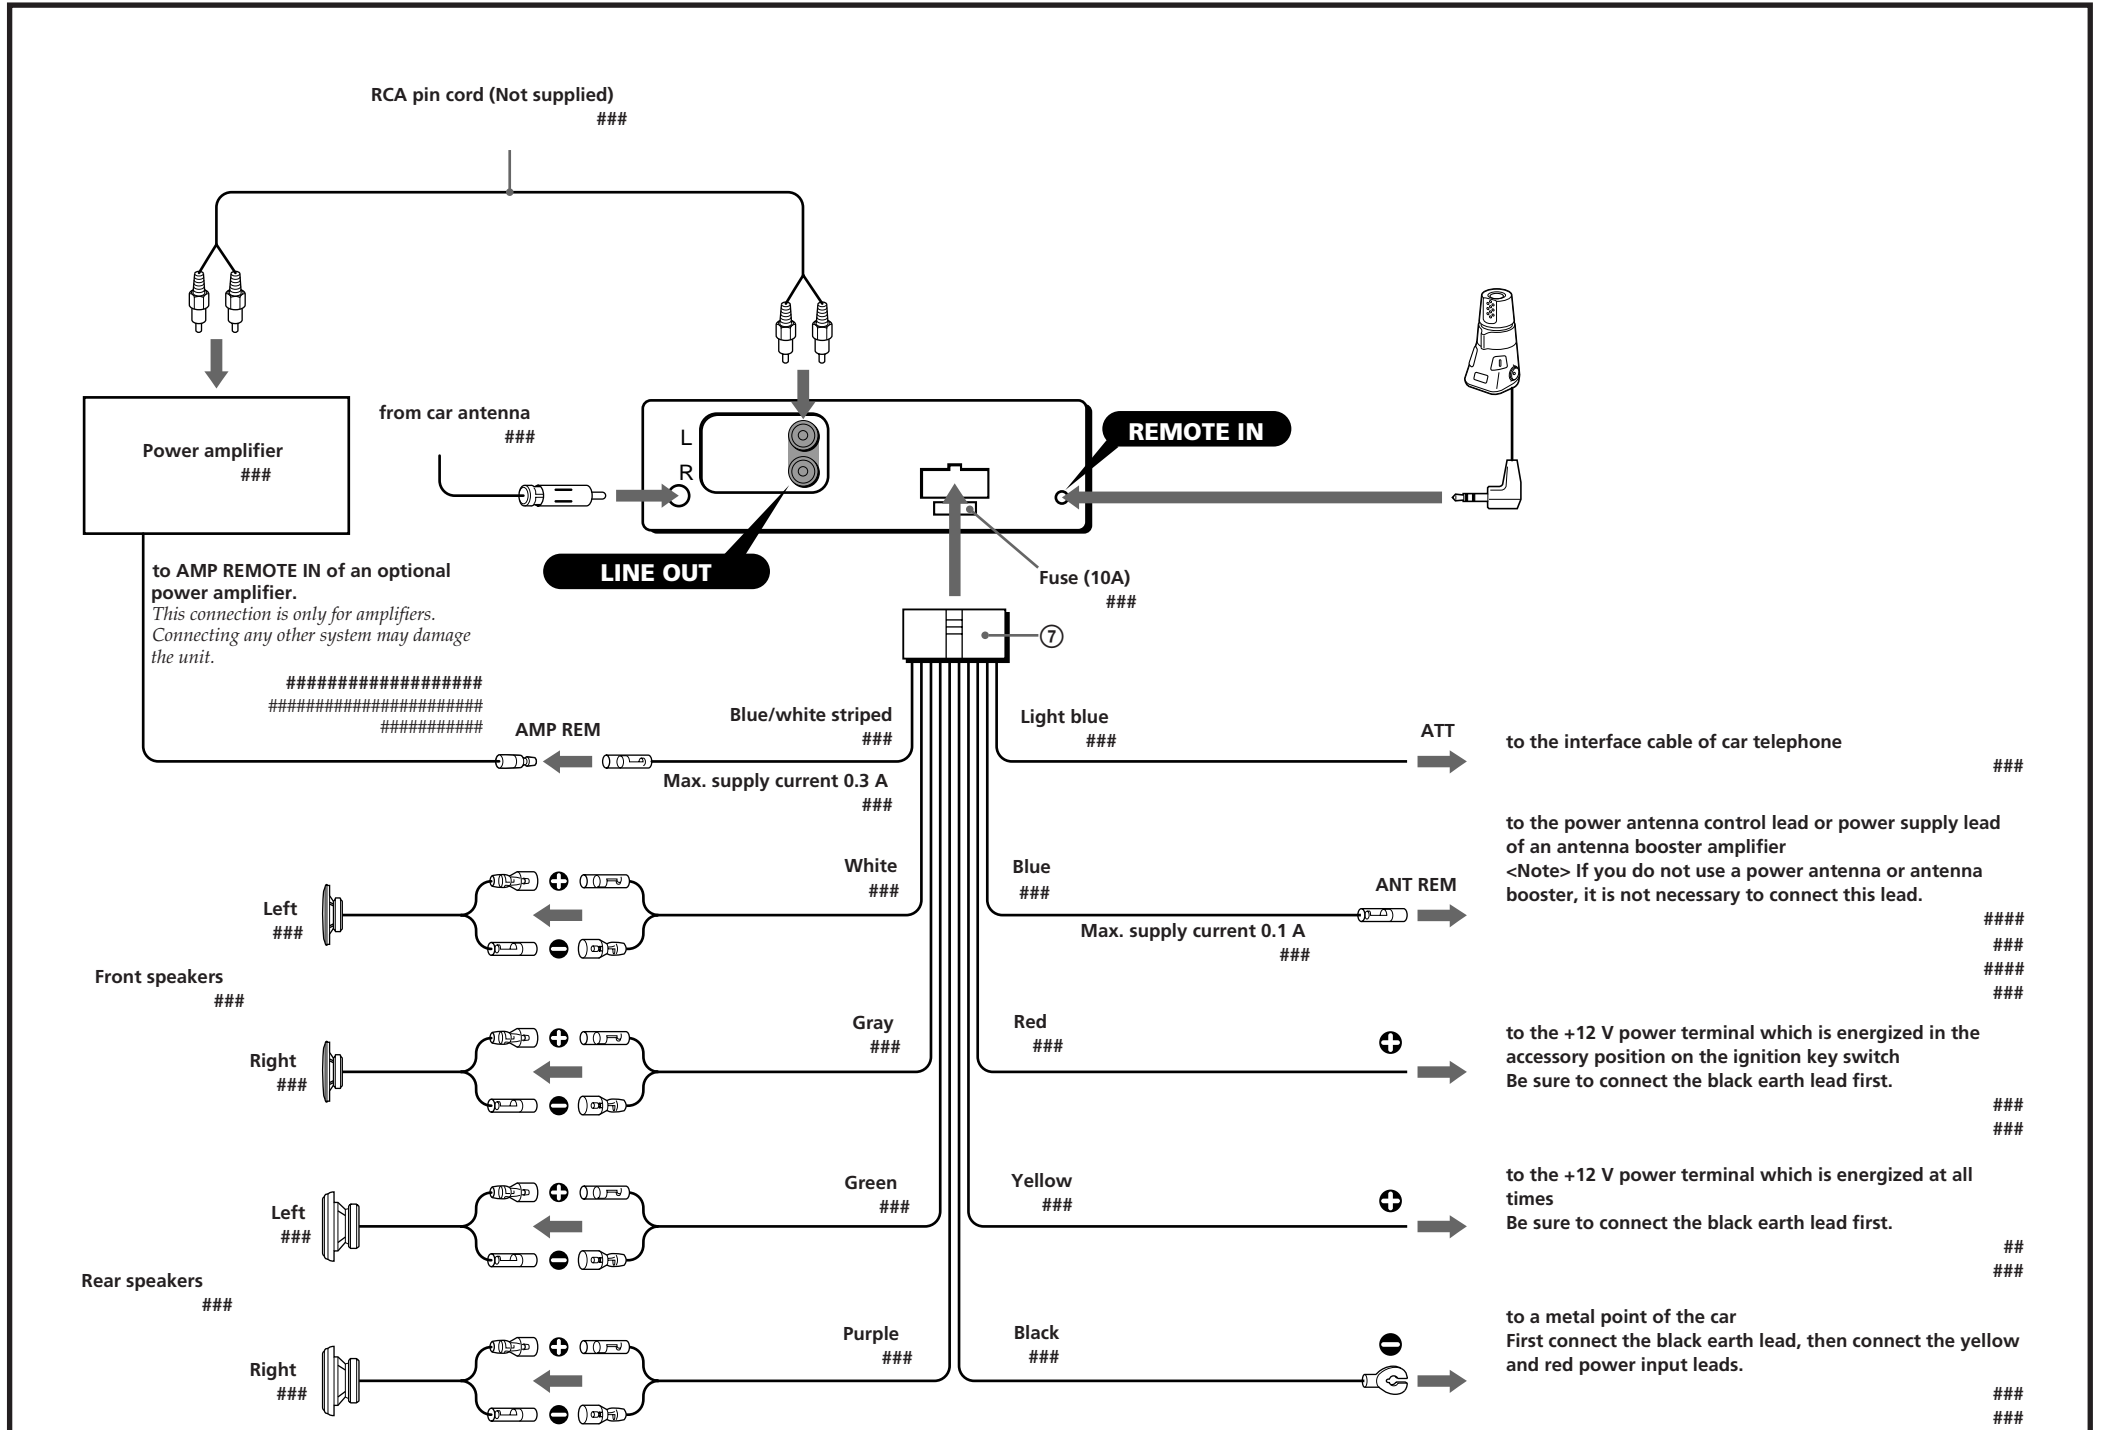 RCA pin cord (Not supplied)
###
Power amplifier
###
from car antenna
###
L
R
REMOTE IN
LINE OUT
Fuse (10A)
###
⑦
to AMP REMOTE IN of an optional
power amplifier.
This connection is only for amplifiers.
Connecting any other system may damage
the unit.
###################
######################
###########
AMP REM
Blue/white striped
###
Max. supply current 0.3 A
###
Light blue
###
ATT
to the interface cable of car telephone
###
White
###
Left
###
Front speakers
###
Blue
###
ANT REM
Max. supply current 0.1 A
###
to the power antenna control lead or power supply lead
of an antenna booster amplifier
<Note> If you do not use a power antenna or antenna
booster, it is not necessary to connect this lead.
####
###
####
###
Gray
###
Right
###
Red
###
to the +12 V power terminal which is energized in the
accessory position on the ignition key switch
Be sure to connect the black earth lead first.
###
###
Green
###
Left
###
Rear speakers
###
Yellow
###
to the +12 V power terminal which is energized at all
times
Be sure to connect the black earth lead first.
##
###
Purple
###
Right
###
Black
###
to a metal point of the car
First connect the black earth lead, then connect the yellow
and red power input leads.
###
###